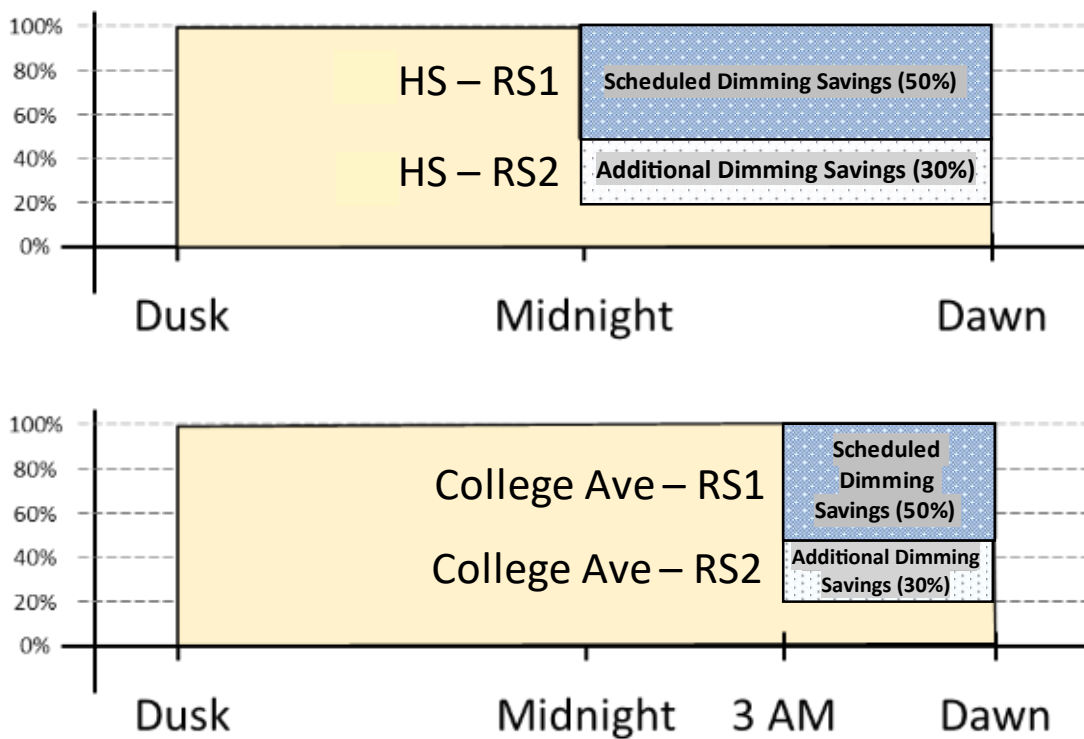 100%
80%
60%
40%
20%
0%
HS – RS1
Scheduled Dimming Savings (50%)
HS – RS2
Additional Dimming Savings (30%)
Dusk
Midnight
Dawn
100%
80%
60%
40%
20%
0%
College Ave – RS1
Scheduled
Dimming
Savings (50%)
College Ave – RS2
Additional Dimming
Savings (30%)
Dusk
Midnight
3 AM
Dawn